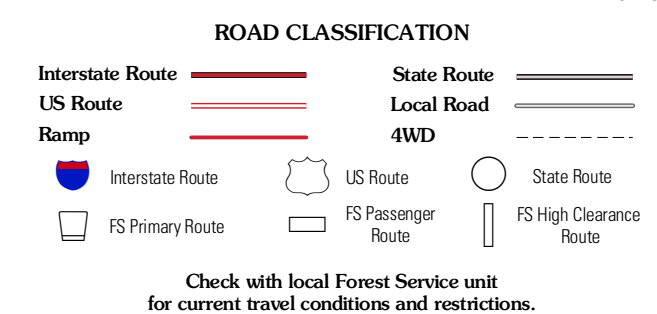 ROAD CLASSIFICATION
Interstate Route
State Route
US Route
Local Road
Ramp
4WD
Interstate Route
US Route
State Route
FS Primary Route
FS Passenger
Route
FS High Clearance
Route
Check with local Forest Service unit
for current travel conditions and restrictions.